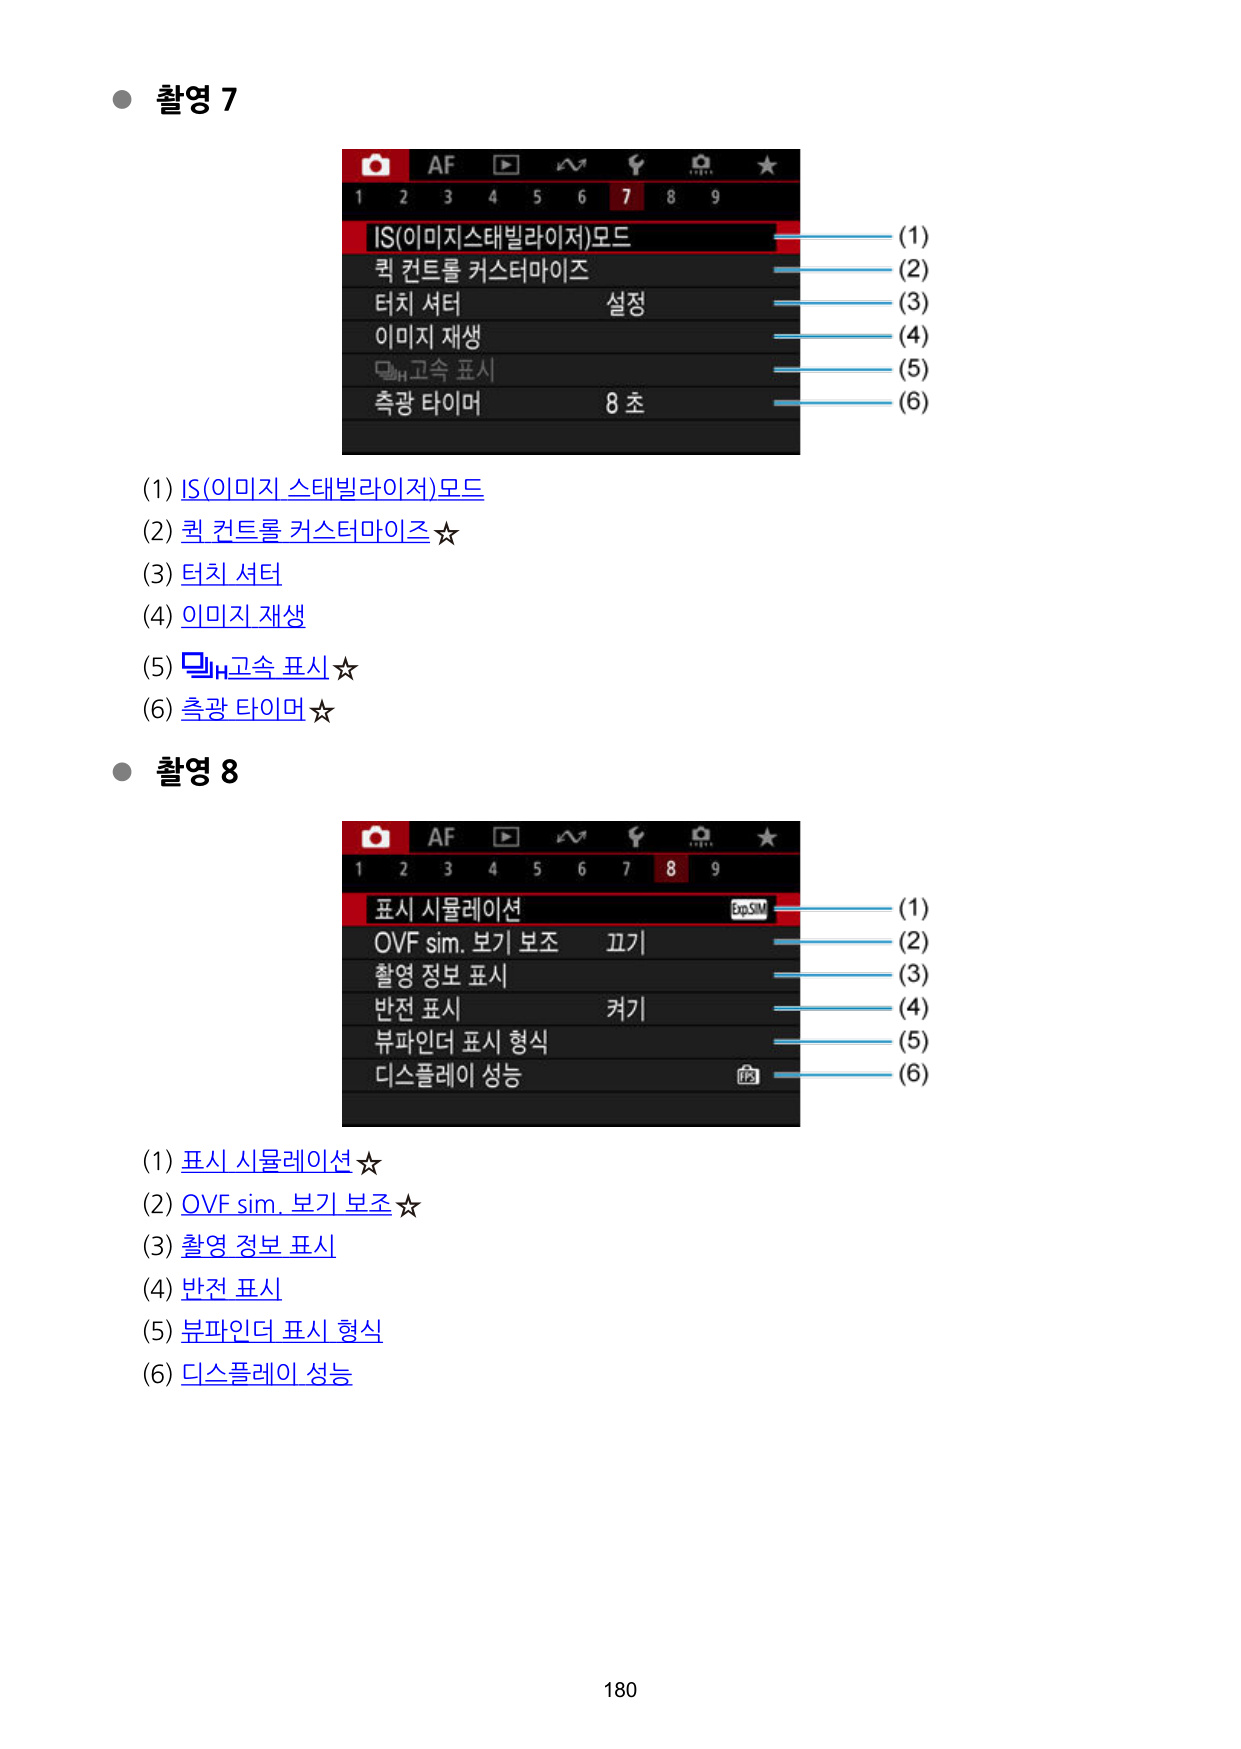 ● 촬영 7
AF
1 2 3 4 5 6 7 8 9
IS(이미지스태빌라이저)모드 (1)
퀵 컨트롤 커스터마이즈 (2)
터치 셔터 설정 (3)
이미지 재생 (4)
H고속 표시 (5)
측광 타이머 8 초 (6)
(1) IS(이미지 스태빌라이저)모드
(2) 퀵 컨트롤 커스터마이즈☆
(3) 터치 셔터
(4) 이미지 재생
(5) H고속 표시☆
(6) 측광 타이머☆
● 촬영 8
AF
1 2 3 4 5 6 7 8 9
표시 시뮬레이션 Exp.SIM (1)
OVF sim. 보기 보조 끄기 (2)
촬영 정보 표시 (3)
반전 표시 켜기 (4)
뷰파인더 표시 형식 (5)
디스플레이 성능 FPS (6)
(1) 표시 시뮬레이션☆
(2) OVF sim. 보기 보조☆
(3) 촬영 정보 표시
(4) 반전 표시
(5) 뷰파인더 표시 형식
(6) 디스플레이 성능
180